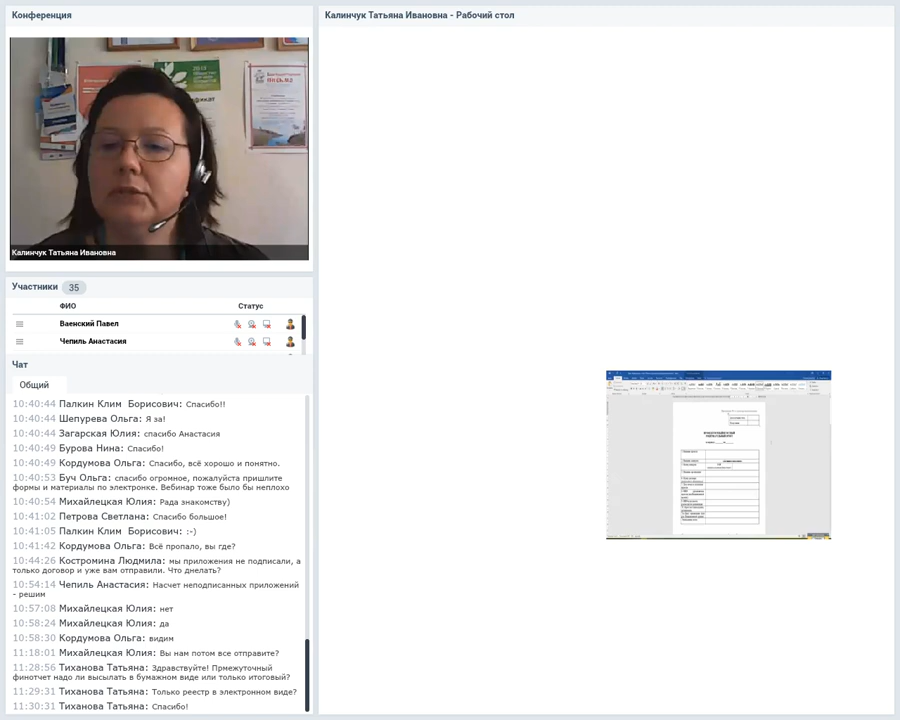 Конференция
Калинчук Татьяна Ивановна - Рабочий стол
Калинчук Татьяна Ивановна
Участники 35
ФИО Статус
Ваенский Павел
Чепиль Анастасия
Чат
Общий
10:40:44 Палкин Клим Борисович: Спасибо!!
10:40:44 Шепурева Ольга: Я за!
10:40:44 Загарская Юлия: спасибо Анастасия
10:40:49 Бурова Нина: Спасибо!
10:40:49 Кордумова Ольга: Спасибо, всё хорошо и понятно.
10:40:53 Буч Ольга: спасибо огромное, пожалуйста пришлите
формы и материалы по электронке. Вебинар тоже было бы неплохо
10:40:54 Михайлецкая Юлия: Рада знакомству)
10:41:02 Петрова Светлана: Спасибо большое!
10:41:05 Палкин Клим Борисович: :-)
10:41:42 Кордумова Ольга: Всё пропало, вы где?
10:44:26 Костромина Людмила: мы приложения не подписали, а
только договор и уже вам отправили. Что днелать?
10:54:14 Чепиль Анастасия: Насчет неподписанных приложений
- решим
10:57:08 Михайлецкая Юлия: нет
10:58:24 Михайлецкая Юлия: да
10:58:30 Кордумова Ольга: видим
11:18:01 Михайлецкая Юлия: Вы нам потом все отправите?
11:28:56 Тиханова Татьяна: Здравствуйте! Прмежуточный
финотчет надо ли высылать в бумажном виде или только итоговый?
11:29:31 Тиханова Татьяна: Только реестр в электронном виде?
11:30:31 Тиханова Татьяна: Спасибо!